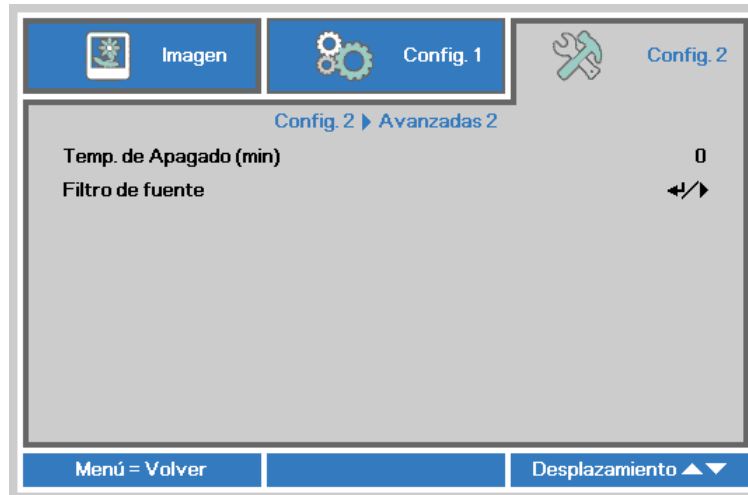 Imagen
Config. 1
Config. 2
Config. 2 ▶ Avanzadas 2
Temp. de Apagado (min) 0
Filtro de fuente ↵/▶
Menú = Volver
Desplazamiento ▲▼